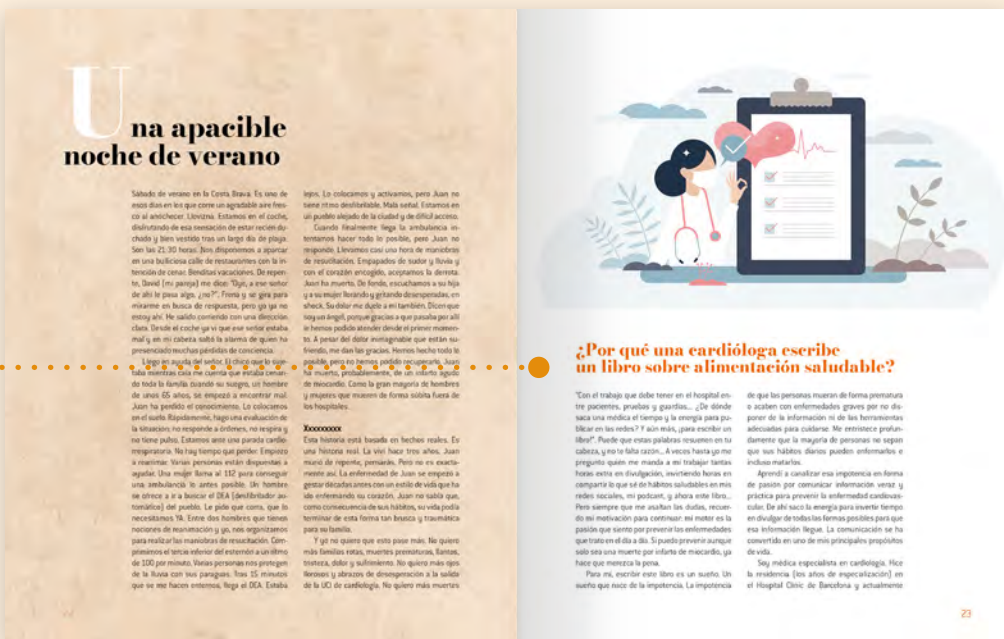 Una apacible
noche de verano
Sábado de verano en la Costa Brava. Es uno de
esos días en los que corre un agradable aire fres-
co al anochecer. Llovizna. Estamos en el coche,
disfrutando de esa sensación de estar recién du-
chado y bien vestido tras un largo día de playa.
Son las 21:30 horas. Nos disponemos a aparcar
en una bulliciosa calle de restaurantes con la in-
tención de cenar. Benditas vacaciones. De repen-
te, David (mi pareja) me dice: "Oye, a ese señor
de ahí le pasa algo, ¿no?". Frena y se gira para
mirarme en busca de respuesta, pero yo ya no
estoy ahí. He salido corriendo con una dirección
clara. Desde el coche ya vi que ese señor estaba
mal y en mi cabeza saltó la alarma de quien ha
presenciado muchas pérdidas de conciencia.
Llego en ayuda del señor. El chico que lo suje-
taba mientras caía me cuenta que estaba cenan-
do toda la familia cuando su suegro, un hombre
de unos 65 años, se empezó a encontrar mal.
Juan ha perdido el conocimiento. Lo colocamos
en el suelo. Rápidamente, hago una evaluación de
la situación; no responde a órdenes, no respira y
no tiene pulso. Estamos ante una parada cardio-
rrespiratoria. No hay tiempo que perder. Empiezo
a reanimar. Varias personas están dispuestas a
ayudar. Una mujer llama al 112 para conseguir
una ambulancia lo antes posible. Un hombre
se ofrece a ir a buscar el DEA (desfibrilador au-
tomático) del pueblo. Le pido que corra, que lo
necesitamos YA. Entre dos hombres que tienen
nociones de reanimación y yo, nos organizamos
para realizar las maniobras de resucitación. Com-
primimos el tercio inferior del esternón a un ritmo
de 100 por minuto. Varias personas nos protegen
de la lluvia con sus paraguas. Tras 15 minutos
que se me hacen eternos, llega el DEA. Estaba
lejos. Lo colocamos y activamos, pero Juan no
tiene ritmo desfibrilable. Mala señal. Estamos en
un pueblo alejado de la ciudad y de difícil acceso.
Cuando finalmente llega la ambulancia in-
tentamos hacer todo lo posible, pero Juan no
responde. Llevamos casi una hora de maniobras
de resucitación. Empapados de sudor y lluvia y
con el corazón encogido, aceptamos la derrota.
Juan ha muerto. De fondo, escuchamos a su hija
y a su mujer llorando y gritando desesperadas, en
shock. Su dolor me duele a mí también. Dicen que
soy un ángel, porque gracias a que pasaba por allí
le hemos podido atender desde el primer momen-
to. A pesar del dolor inimaginable que están su-
friendo, me dan las gracias. Hemos hecho todo lo
posible, pero no hemos podido recuperarlo. Juan
ha muerto, probablemente, de un infarto agudo
de miocardio. Como la gran mayoría de hombres
y mujeres que mueren de forma súbita fuera de
los hospitales.
Xxxxxxxxx
Esta historia está basada en hechos reales. Es
una historia real. La viví hace tres años. Juan
murió de repente, pensarás. Pero no es exacta-
mente así. La enfermedad de Juan se empezó a
gestar décadas antes con un estilo de vida que ha
ido enfermando su corazón. Juan no sabía que,
como consecuencia de sus hábitos, su vida podía
terminar de esta forma tan brusca y traumática
para su familia.
Y yo no quiero que esto pase más. No quiero
más familias rotas, muertes prematuras, llantos,
tristeza, dolor y sufrimiento. No quiero más ojos
llorosos y abrazos de desesperación a la salida
de la UCI de cardiología. No quiero más muertes
¿Por qué una cardióloga escribe
un libro sobre alimentación saludable?
"Con el trabajo que debe tener en el hospital en-
tre pacientes, pruebas y guardias... ¿De dónde
saca una médica el tiempo y la energía para pu-
blicar en las redes? Y aún más, ¡para escribir un
libro!". Puede que estas palabras resuenen en tu
cabeza, y no te falta razón... A veces hasta yo me
pregunto quién me manda a mí trabajar tantas
horas extra en divulgación, invirtiendo horas en
compartir lo que sé de hábitos saludables en mis
redes sociales, mi podcast, y ahora este libro...
Pero siempre que me asaltan las dudas, recuer-
do mi motivación para continuar: mi motor es la
pasión que siento por prevenir las enfermedades
que trato en el día a día. Si puedo prevenir aunque
solo sea una muerte por infarto de miocardio, ya
hace que merezca la pena.
Para mí, escribir este libro es un sueño. Un
sueño que nace de la impotencia. La impotencia
de que las personas mueran de forma prematura
o acaben con enfermedades graves por no dis-
poner de la información ni de las herramientas
adecuadas para cuidarse. Me entristece profun-
damente que la mayoría de personas no sepan
que sus hábitos diarios pueden enfermarlos e
incluso matarlos.
Aprendí a canalizar esa impotencia en forma
de pasión por comunicar información veraz y
práctica para prevenir la enfermedad cardiovas-
cular. De ahí saco la energía para invertir tiempo
en divulgar de todas las formas posibles para que
esa información llegue. La comunicación se ha
convertido en uno de mis principales propósitos
de vida.
Soy médica especialista en cardiología. Hice
la residencia (los años de especialización) en
el Hospital Clínic de Barcelona y actualmente
23